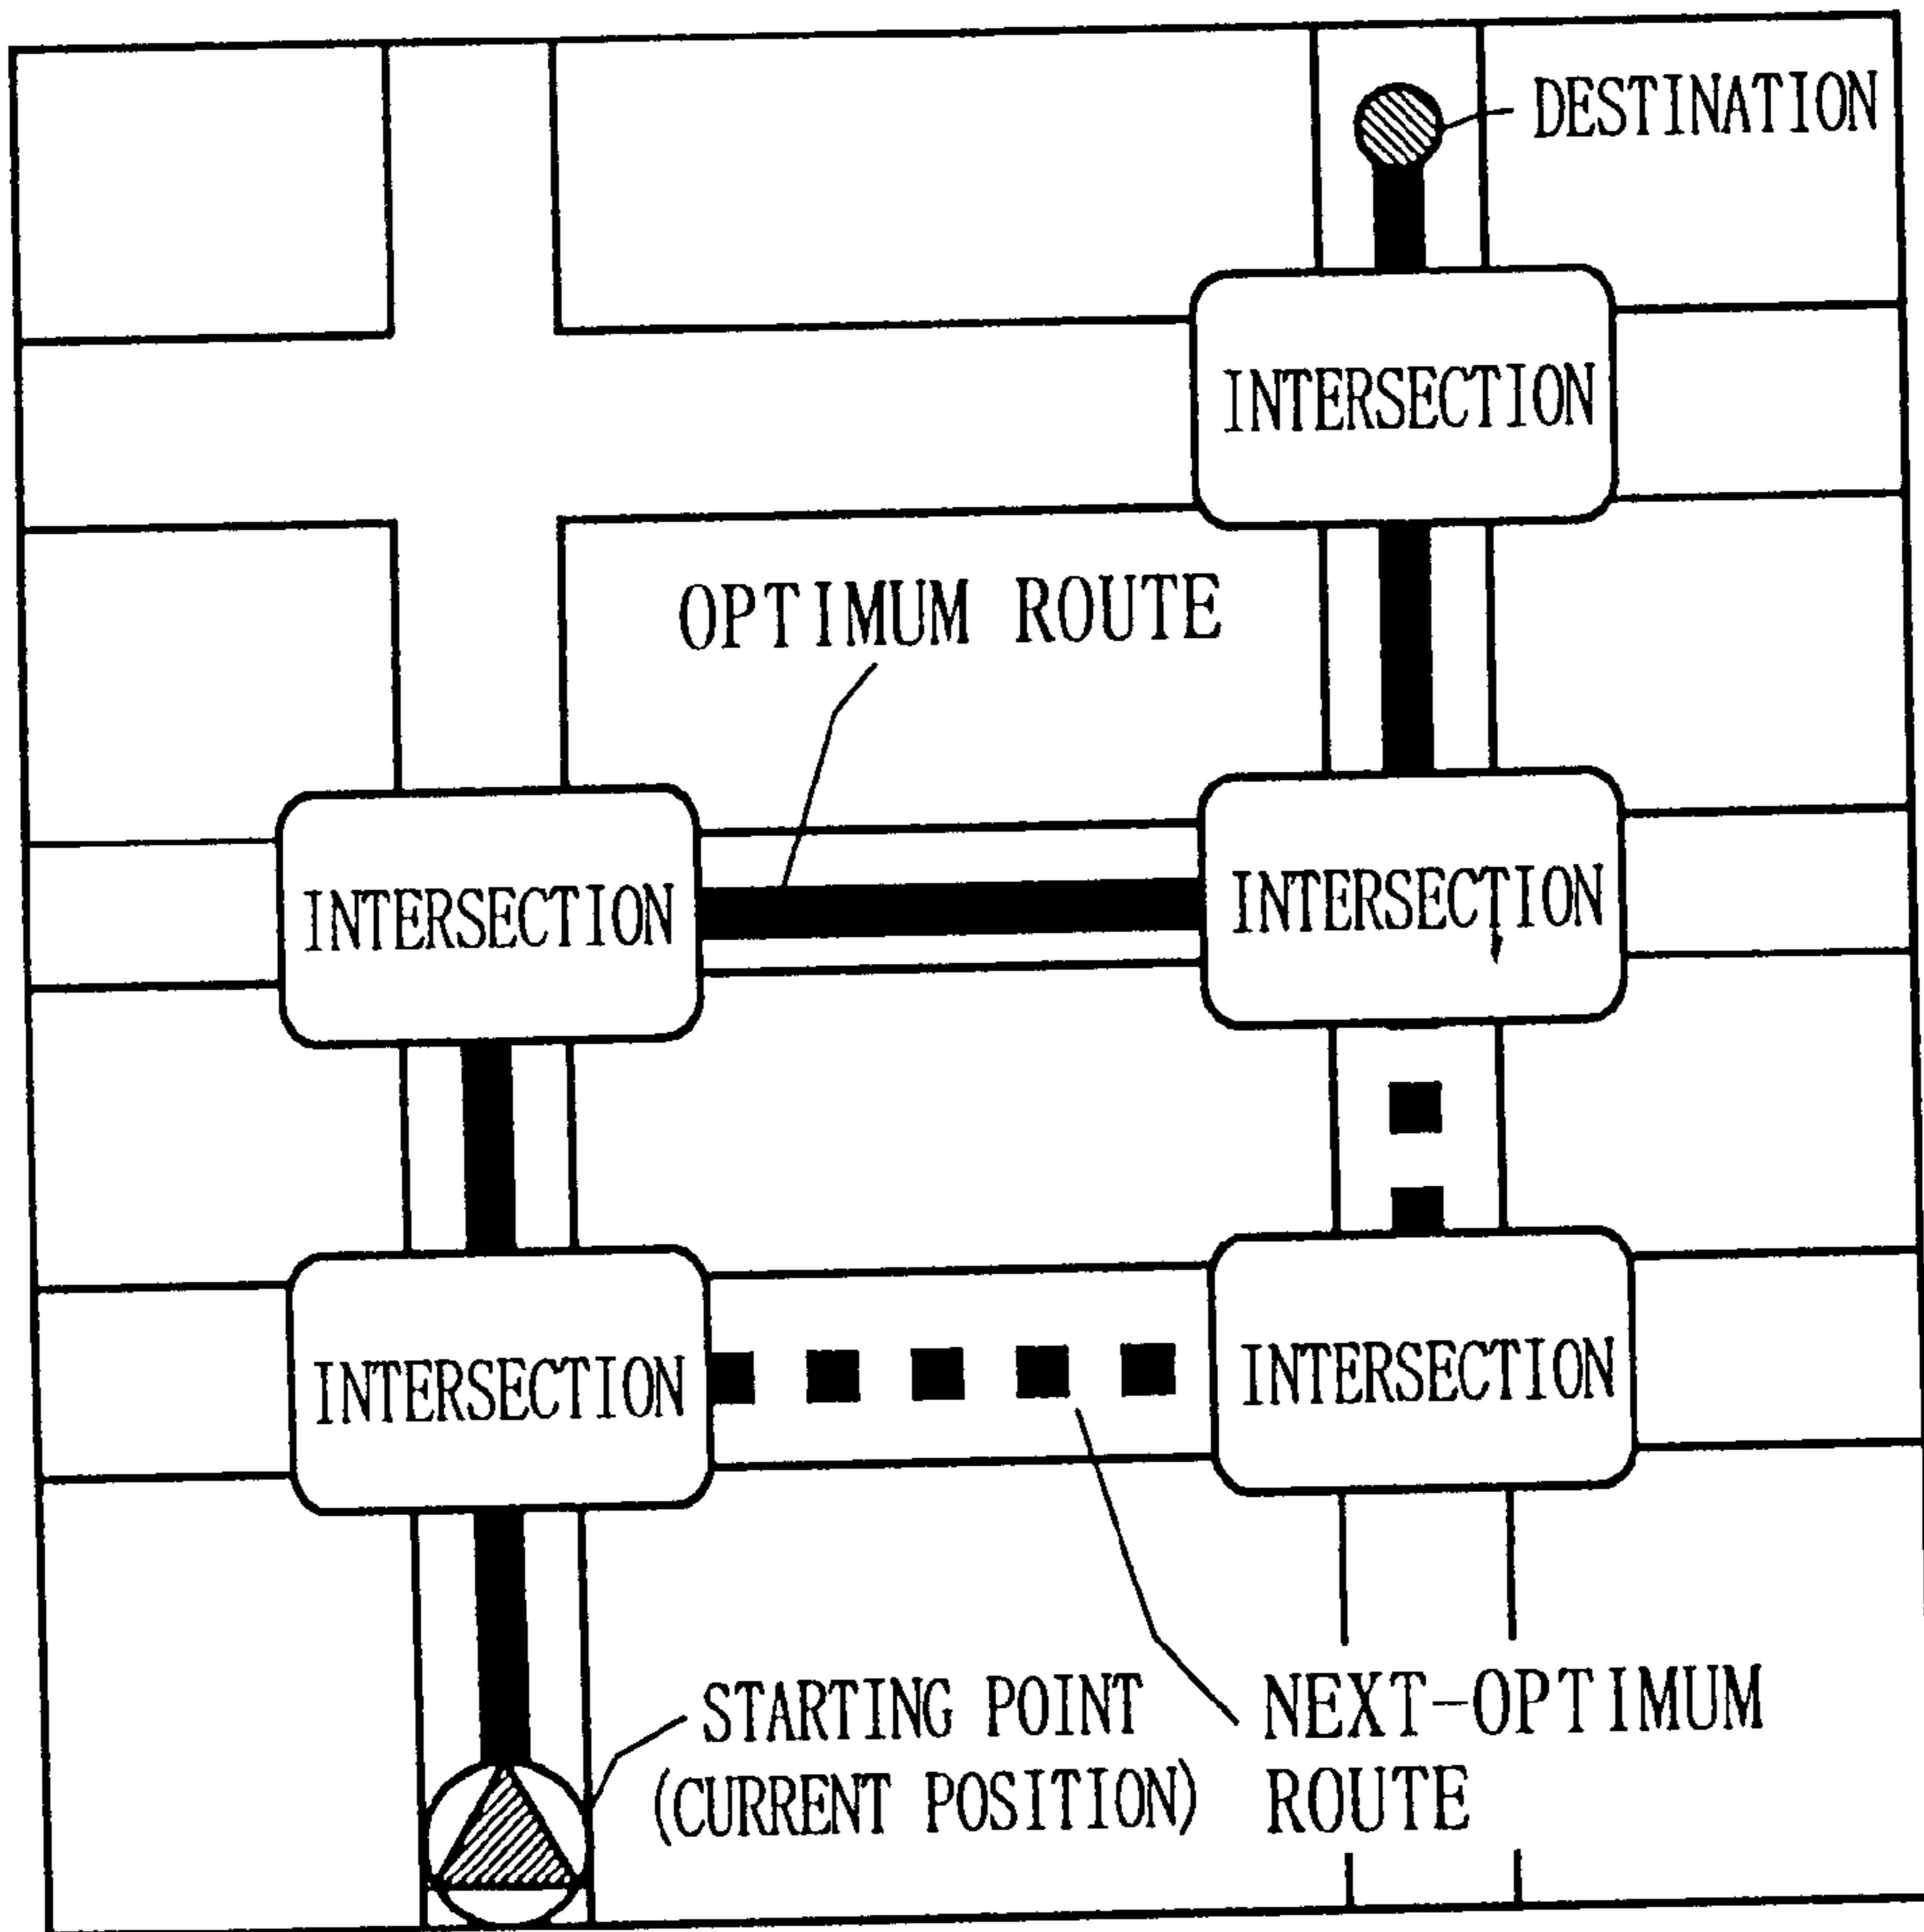 DESTINATION
INTERSECTION
OPTIMUM ROUTE
INTERSECTION
INTERSECTION
INTERSECTION
INTERSECTION
STARTING POINT
(CURRENT POSITION)
NEXT-OPTIMUM
ROUTE